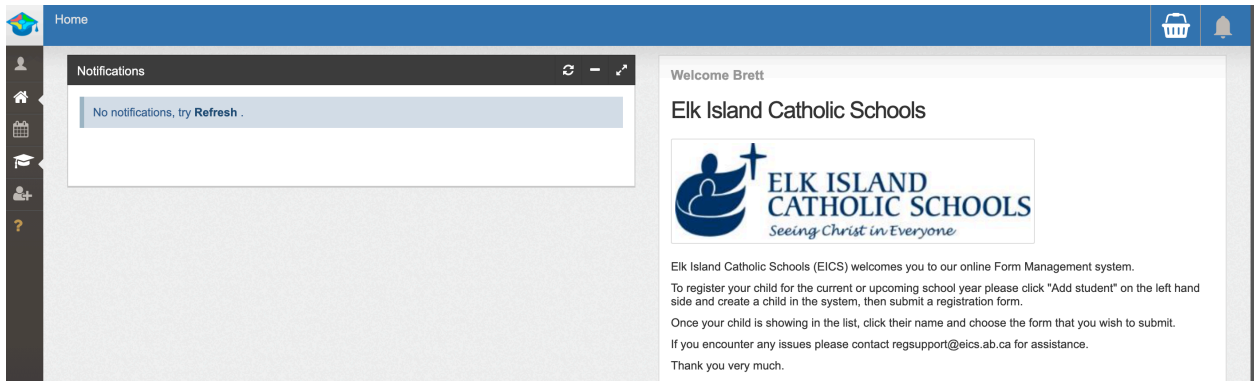 Home
Notifications
No notifications, try Refresh .
?
Welcome Brett
Elk Island Catholic Schools
ELK ISLAND
CATHOLIC SCHOOLS
Seeing Christ in Everyone
Elk Island Catholic Schools (EICS) welcomes you to our online Form Management system.
To register your child for the current or upcoming school year please click "Add student" on the left hand
side and create a child in the system, then submit a registration form.
Once your child is showing in the list, click their name and choose the form that you wish to submit.
If you encounter any issues please contact regsupport@eics.ab.ca for assistance.
Thank you very much.